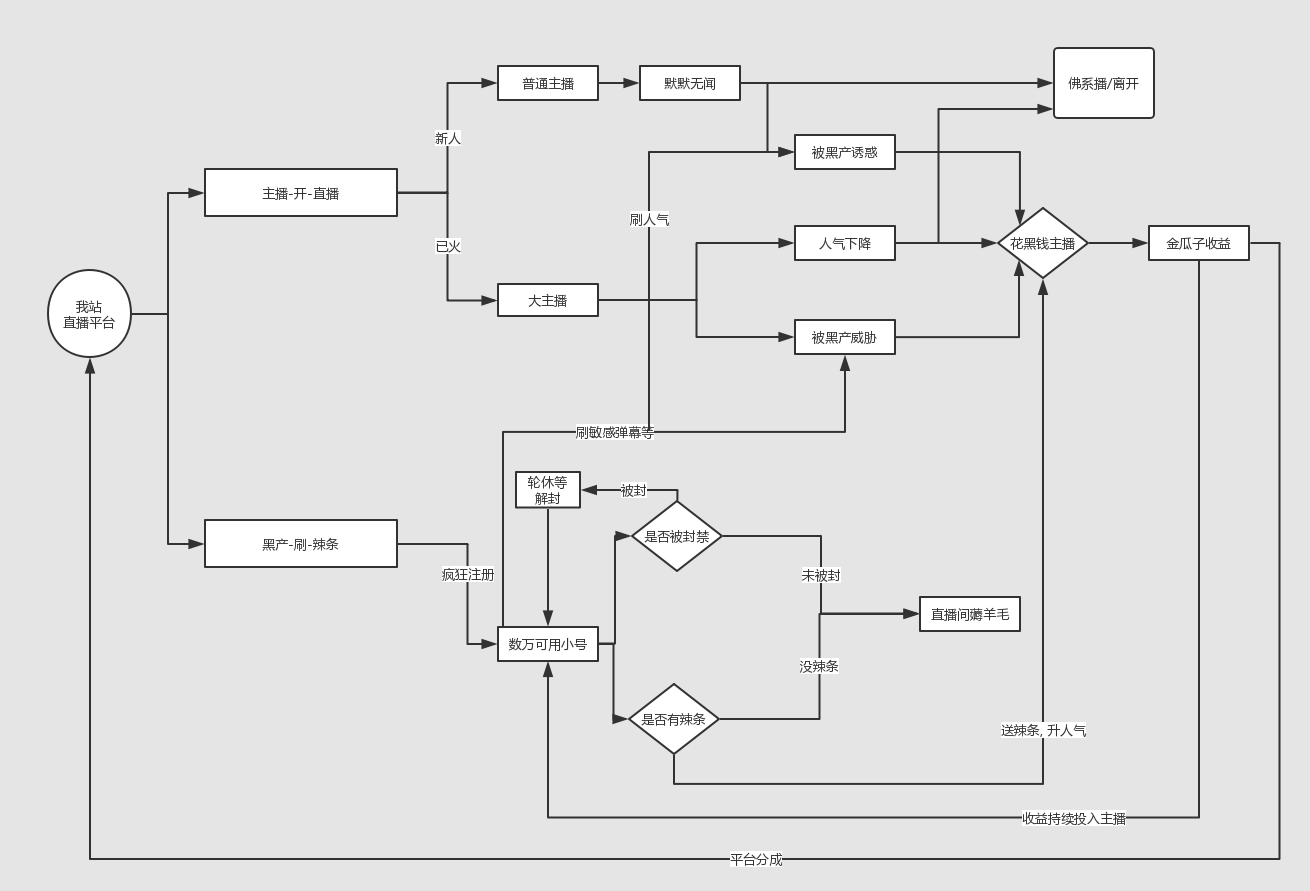 普通主播
默默无闻
佛系播/离开
新人
被黑产诱惑
主播-开-直播
刷人气
已火
人气下降
花黑钱主播
金瓜子收益
大主播
我站
直播平台
被黑产威胁
刷敏感弹幕等
轮休等
解封
被封
是否被封禁
黑产-刷-辣条
疯狂注册
未被封
直播间薅羊毛
数万可用小号
没辣条
是否有辣条
送辣条, 升人气
收益持续投入主播
平台分成